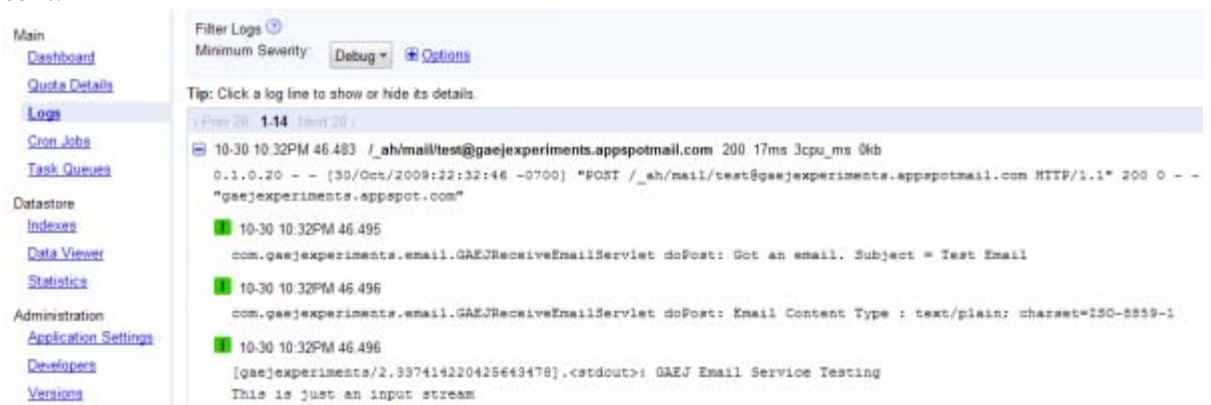 Main
Dashboard
Quota Details
Logs
Cron Jobs
Task Queues
Datastore
Indexes
Data Viewer
Statistics
Administration
Application Settings
Developers
Versions
Filter Logs
Minimum Severity: Debug Options
Tip: Click a log line to show or hide its details.
‹ Prev 20 1-14 Next 20 ›
10-30 10:32PM 46.483 /_ah/mail/test@gaejexperiments.appspotmail.com 200 17ms 3cpu_ms 0kb
0.1.0.20 - - [30/Oct/2009:22:32:46 -0700] "POST /_ah/mail/test@gaejexperiments.appspotmail.com HTTP/1.1" 200 0 - -
"gaejexperiments.appspot.com"
10-30 10:32PM 46.495
com.gaejexperiments.email.GAEJReceiveEmailServlet doPost: Got an email. Subject = Test Email
10-30 10:32PM 46.496
com.gaejexperiments.email.GAEJReceiveEmailServlet doPost: Email Content Type : text/plain; charset=ISO-8859-1
10-30 10:32PM 46.496
[gaejexperiments/2.337414220425643478].<stdout>: GAEJ Email Service Testing
This is just an input stream